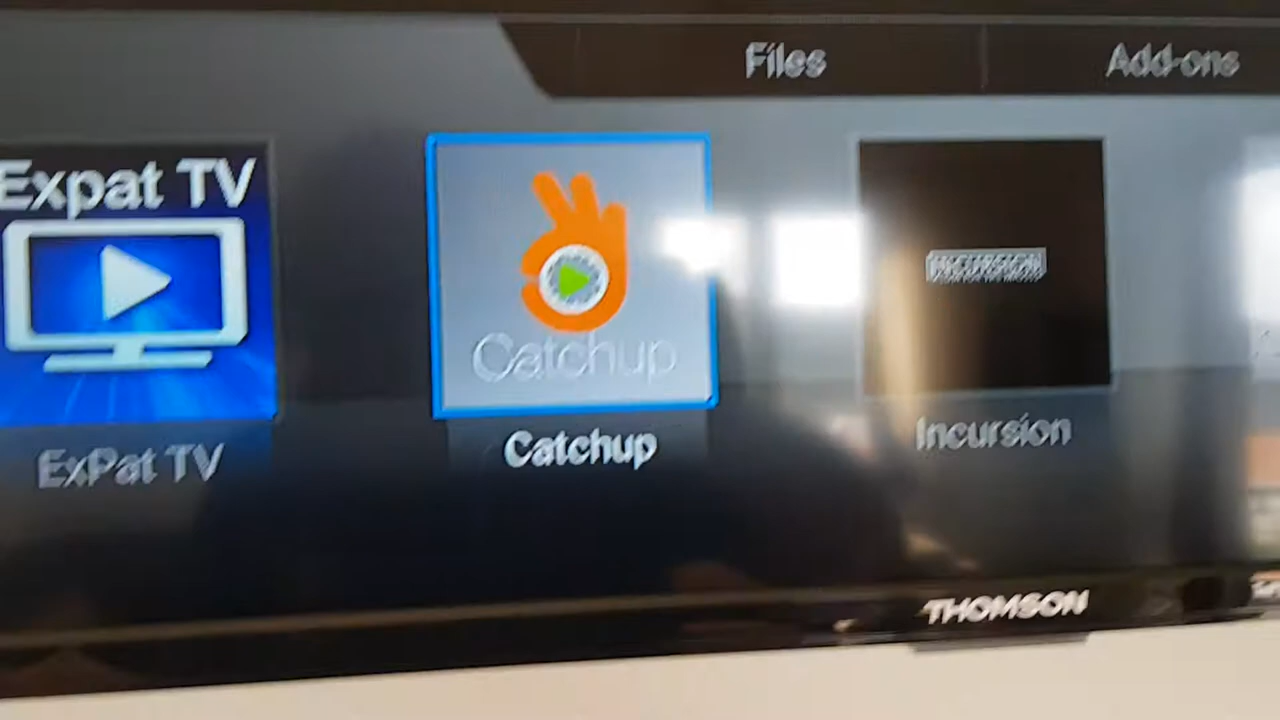 Files
Add-ons
Expat TV
Catchup
INCURSION
ExPat TV
Catchup
Incursion
THOMSON